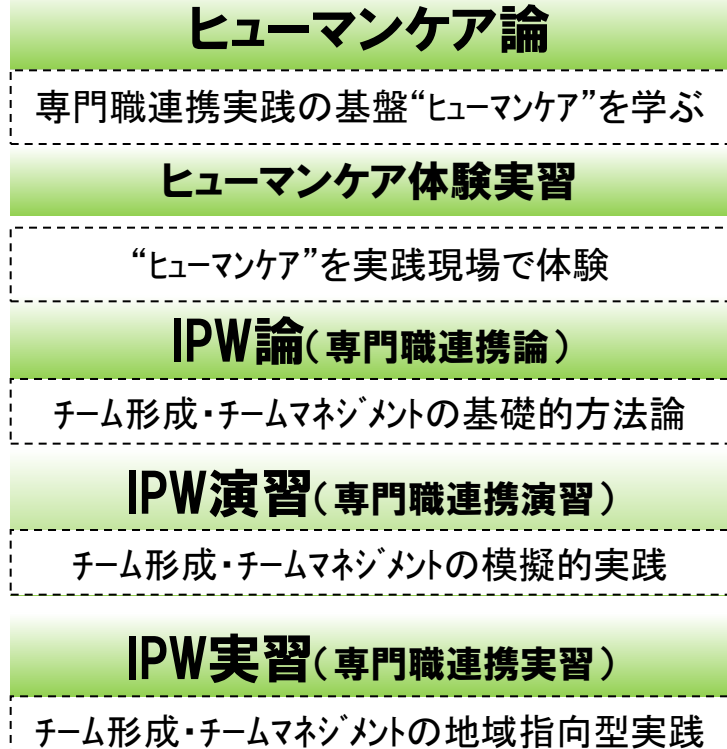 ヒューマンケア論
専門職連携実践の基盤“ヒューマンケア”を学ぶ
ヒューマンケア体験実習
“ヒューマンケア”を実践現場で体験
IPW論(専門職連携論)
チーム形成・チームマネジメントの基礎的方法論
IPW演習(専門職連携演習)
チーム形成・チームマネジメントの模擬的実践
IPW実習(専門職連携実習)
チーム形成・チームマネジメントの地域指向型実践